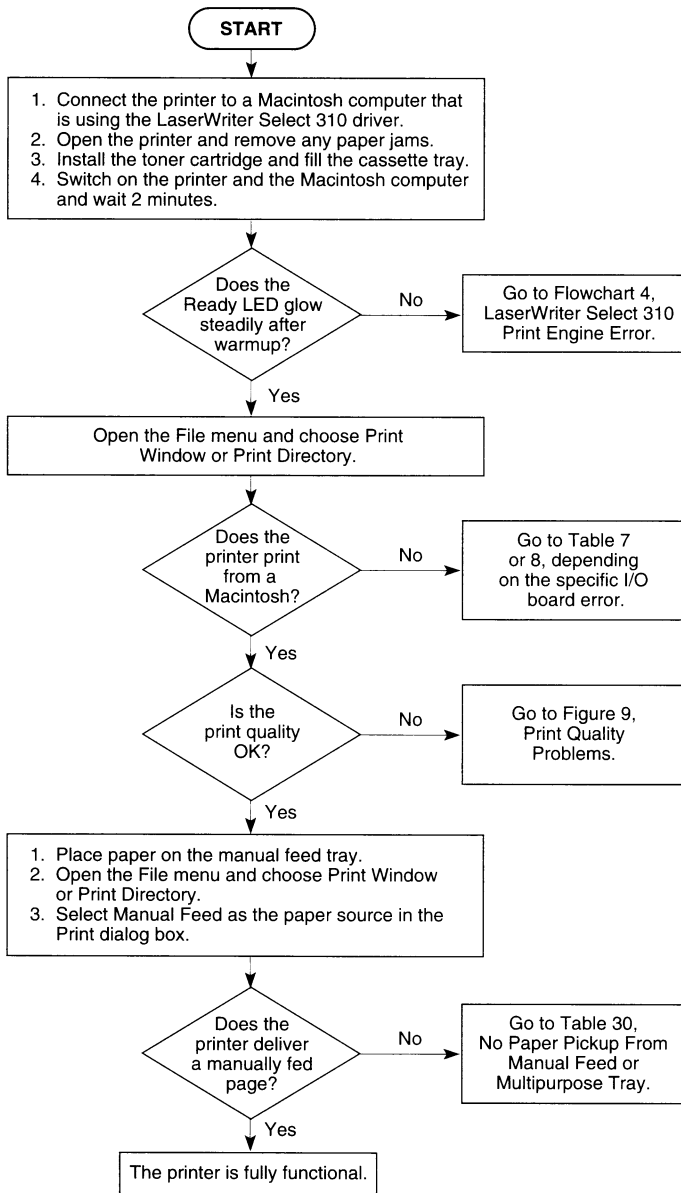 START
1. Connect the printer to a Macintosh computer that
is using the LaserWriter Select 310 driver.
2. Open the printer and remove any paper jams.
3. Install the toner cartridge and fill the cassette tray.
4. Switch on the printer and the Macintosh computer
and wait 2 minutes.
Does the
Ready LED glow
steadily after
warmup?
No
Go to Flowchart 4,
LaserWriter Select 310
Print Engine Error.
Yes
Open the File menu and choose Print
Window or Print Directory.
Does the
printer print
from a
Macintosh?
No
Go to Table 7
or 8, depending
on the specific I/O
board error.
Yes
Is the
print quality
OK?
No
Go to Figure 9,
Print Quality
Problems.
Yes
1. Place paper on the manual feed tray.
2. Open the File menu and choose Print Window
or Print Directory.
3. Select Manual Feed as the paper source in the
Print dialog box.
Does the
printer deliver
a manually fed
page?
No
Go to Table 30,
No Paper Pickup From
Manual Feed or
Multipurpose Tray.
Yes
The printer is fully functional.